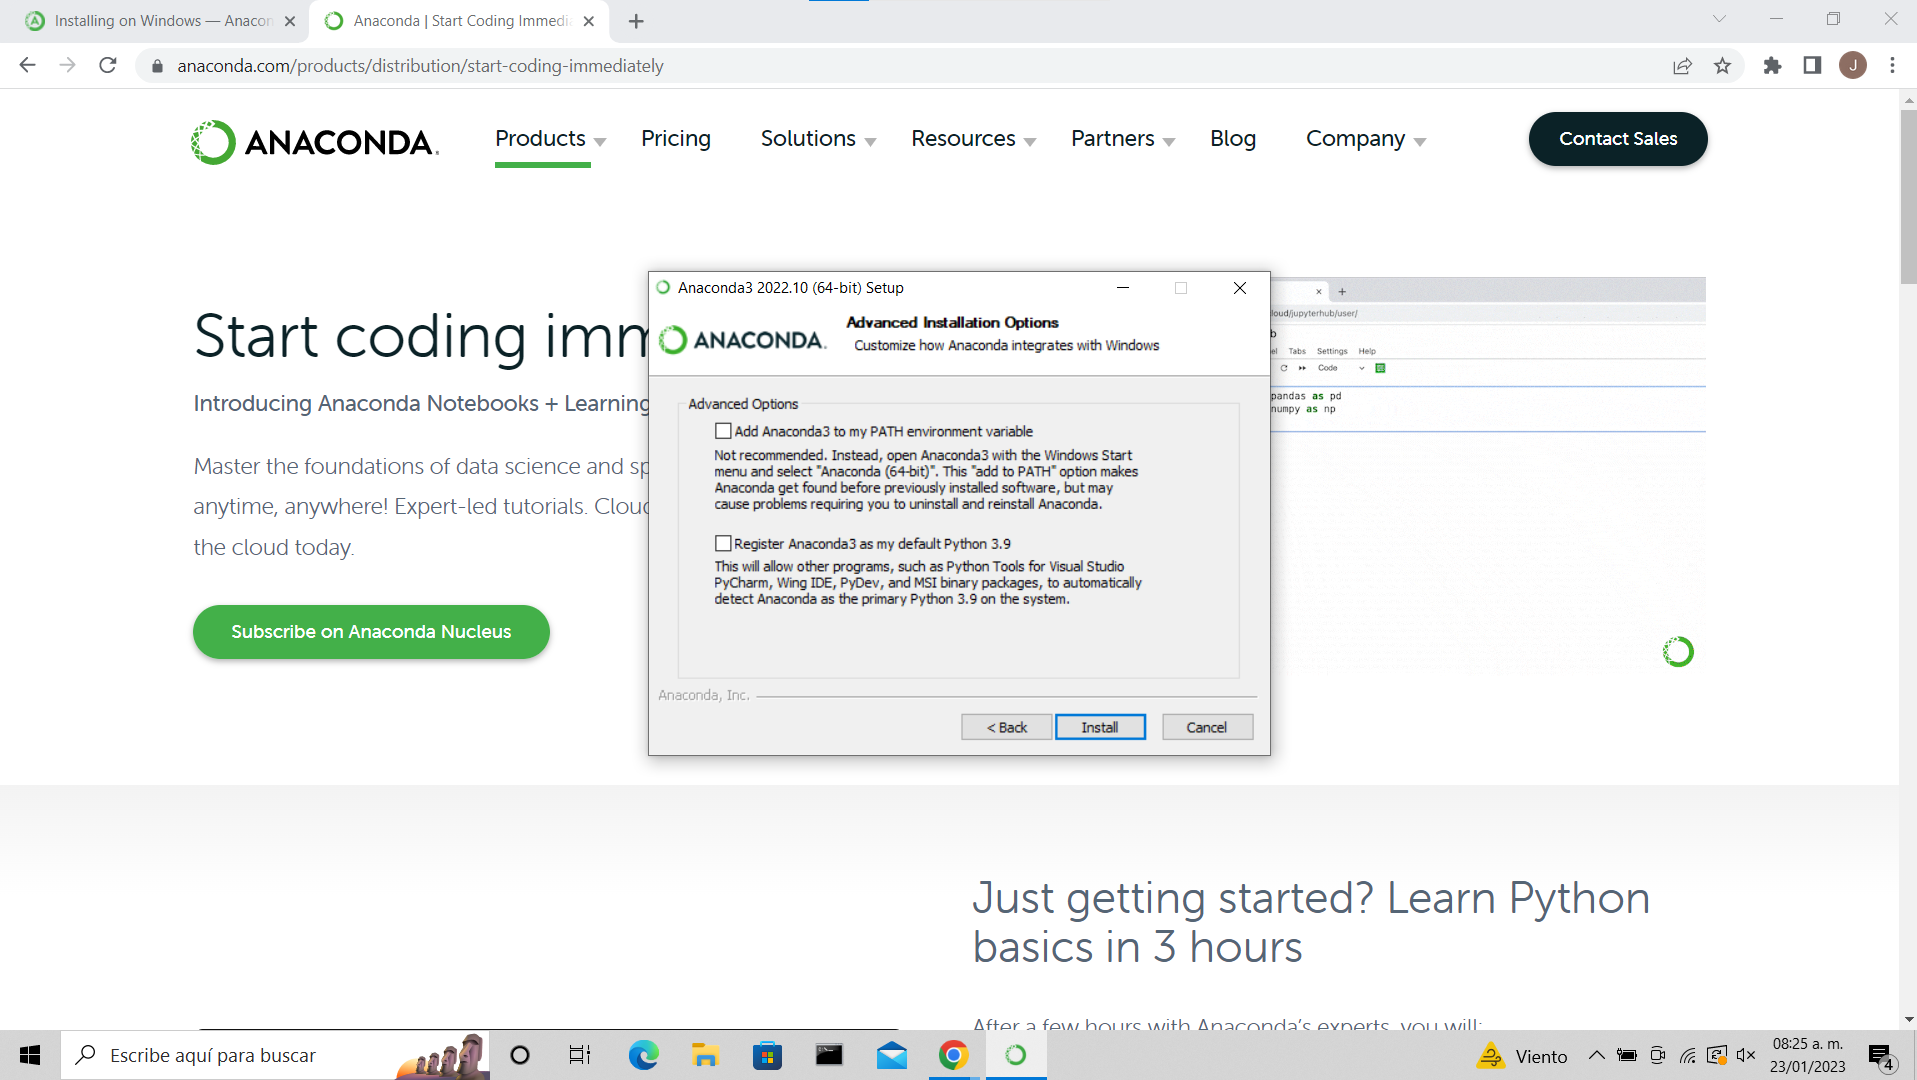 Installing on Windows — Anacon
Anaconda | Start Coding Immedi
anaconda.com/products/distribution/start-coding-immediately
J
ANACONDA.
Products
Pricing
Solutions
Resources
Partners
Blog
Company
Contact Sales
Start coding imm
Introducing Anaconda Notebooks + Learning
Master the foundations of data science and sp
anytime, anywhere! Expert-led tutorials. Cloud
the cloud today.
Subscribe on Anaconda Nucleus
Anaconda3 2022.10 (64-bit) Setup
ANACONDA.
Advanced Installation Options
Customize how Anaconda integrates with Windows
Advanced Options
Add Anaconda3 to my PATH environment variable
Not recommended. Instead, open Anaconda3 with the Windows Start
menu and select "Anaconda (64-bit)". This "add to PATH" option makes
Anaconda get found before previously installed software, but may
cause problems requiring you to uninstall and reinstall Anaconda.
Register Anaconda3 as my default Python 3.9
This will allow other programs, such as Python Tools for Visual Studio
PyCharm, Wing IDE, PyDev, and MSI binary packages, to automatically
detect Anaconda as the primary Python 3.9 on the system.
Anaconda, Inc.
< Back
Install
Cancel
loud/jupyterhub/user/
b
el Tabs Settings Help
Code
pandas as pd
numpy as np
Just getting started? Learn Python
basics in 3 hours
After a few hours with Anaconda's experts, you will:
Escribe aquí para buscar
Viento
08:25 a. m.
23/01/2023
4